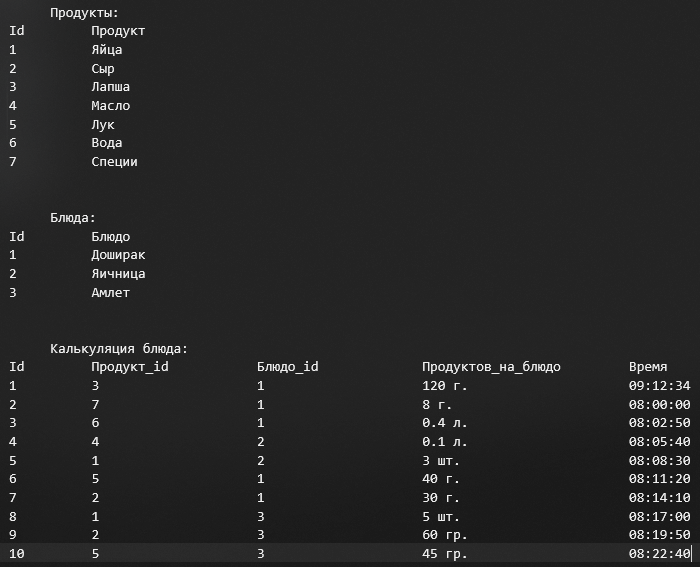 Продукты:
Id Продукт
1 Яйца
2 Сыр
3 Лапша
4 Масло
5 Лук
6 Вода
7 Специи
Блюда:
Id Блюдо
1 Доширак
2 Яичница
3 Амлет
Калькуляция блюда:
Id Продукт_id Блюдо_id Продуктов_на_блюдо Время
1 3 1 120 г. 09:12:34
2 7 1 8 г. 08:00:00
3 6 1 0.4 л. 08:02:50
4 4 2 0.1 л. 08:05:40
5 1 2 3 шт. 08:08:30
6 5 1 40 г. 08:11:20
7 2 1 30 г. 08:14:10
8 1 3 5 шт. 08:17:00
9 2 3 60 гр. 08:19:50
10 5 3 45 гр. 08:22:40